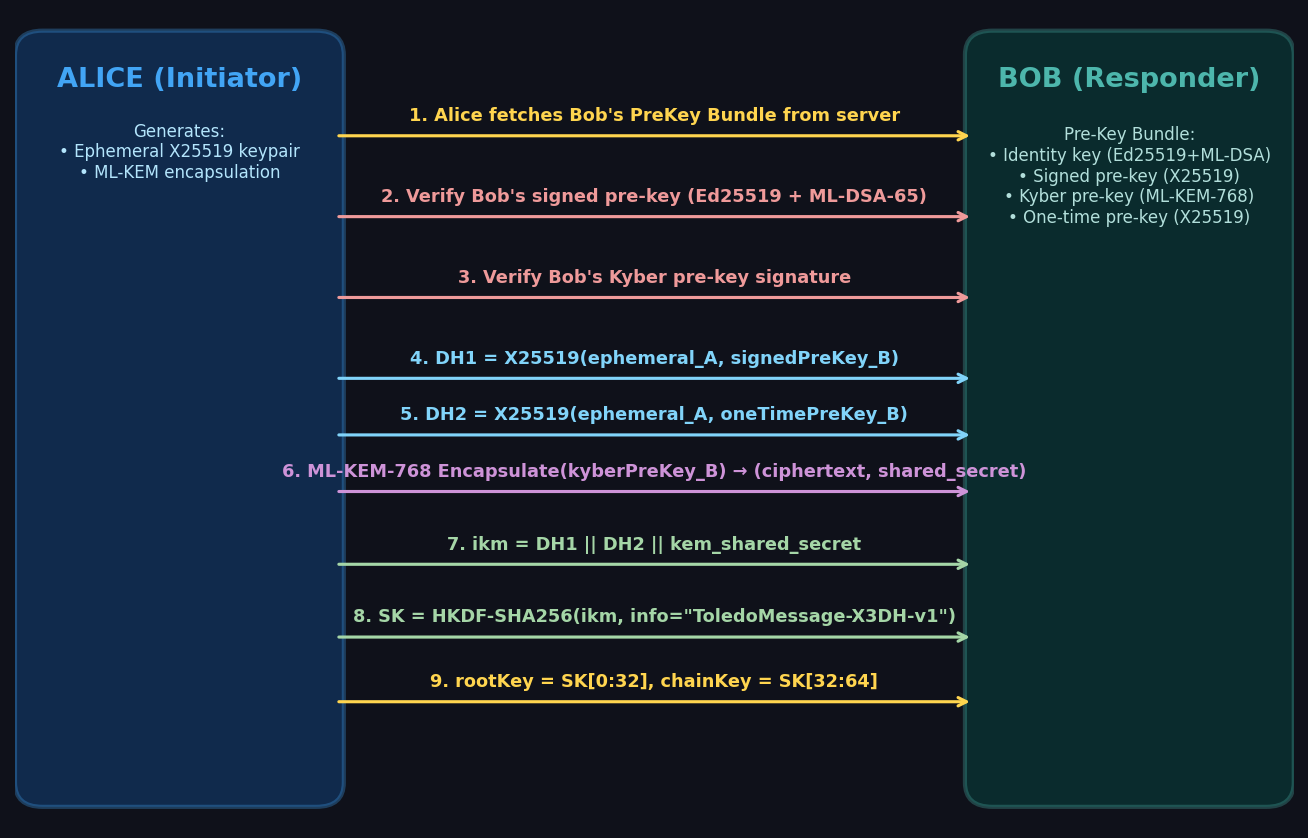 ALICE (Initiator)
Generates:
• Ephemeral X25519 keypair
• ML-KEM encapsulation
1. Alice fetches Bob's PreKey Bundle from server
2. Verify Bob's signed pre-key (Ed25519 + ML-DSA-65)
3. Verify Bob's Kyber pre-key signature
4. DH1 = X25519(ephemeral_A, signedPreKey_B)
5. DH2 = X25519(ephemeral_A, oneTimePreKey_B)
6. ML-KEM-768 Encapsulate(kyberPreKey_B) → (ciphertext, shared_secret)
7. ikm = DH1 || DH2 || kem_shared_secret
8. SK = HKDF-SHA256(ikm, info="ToledoMessage-X3DH-v1")
9. rootKey = SK[0:32], chainKey = SK[32:64]
BOB (Responder)
Pre-Key Bundle:
• Identity key (Ed25519+ML-DSA)
• Signed pre-key (X25519)
• Kyber pre-key (ML-KEM-768)
• One-time pre-key (X25519)